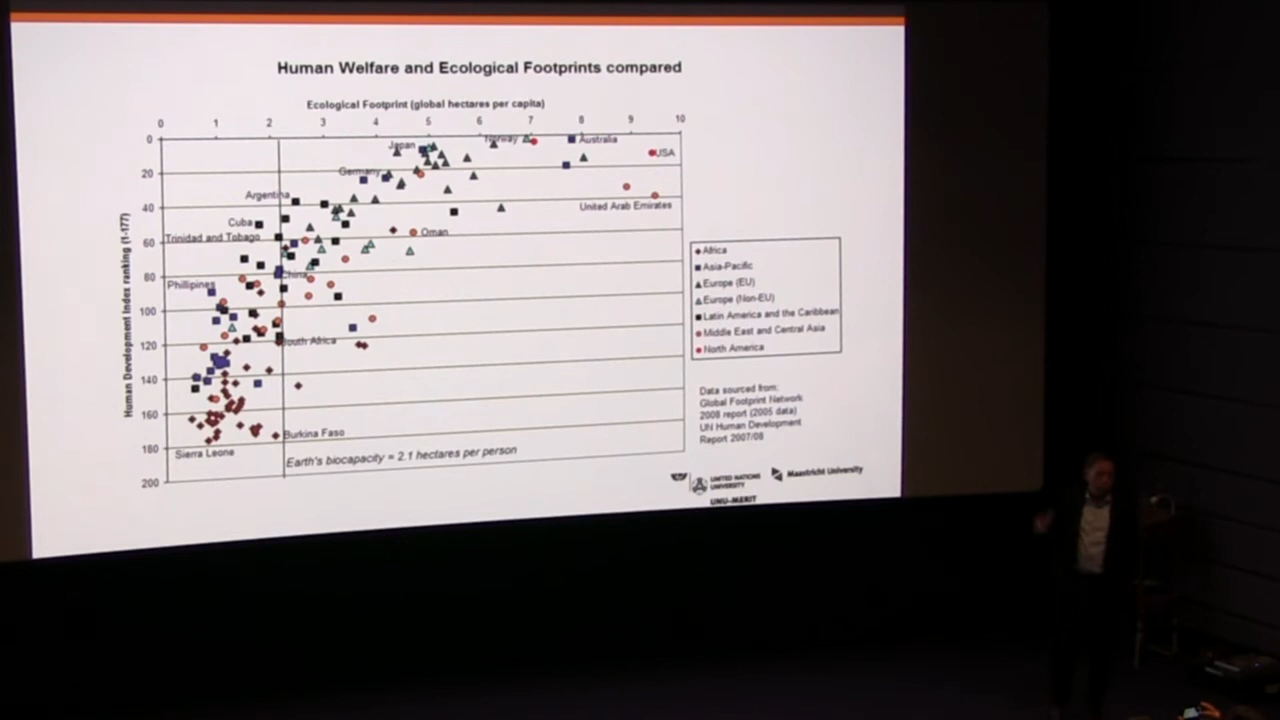 Human Welfare and Ecological Footprints compared
Ecological Footprint (global hectares per capita)
0 1 2 3 4 5 6 7 8 9 10
Human Development Index ranking (1-177)
0
20
40
60
80
100
120
140
160
180
200
Norway
Australia
Japan
USA
Germany
Argentina
United Arab Emirates
Cuba
Oman
Trinidad and Tobago
China
Phillipines
South Africa
Burkina Faso
Sierra Leone
Earth's biocapacity = 2.1 hectares per person
Africa
Asia-Pacific
Europe (EU)
Europe (Non-EU)
Latin America and the Caribbean
Middle East and Central Asia
North America
Data sourced from:
Global Footprint Network
2008 report (2005 data)
UN Human Development
Report 2007/08
UNITED NATIONS
UNIVERSITY
UNU-MERIT
Maastricht University